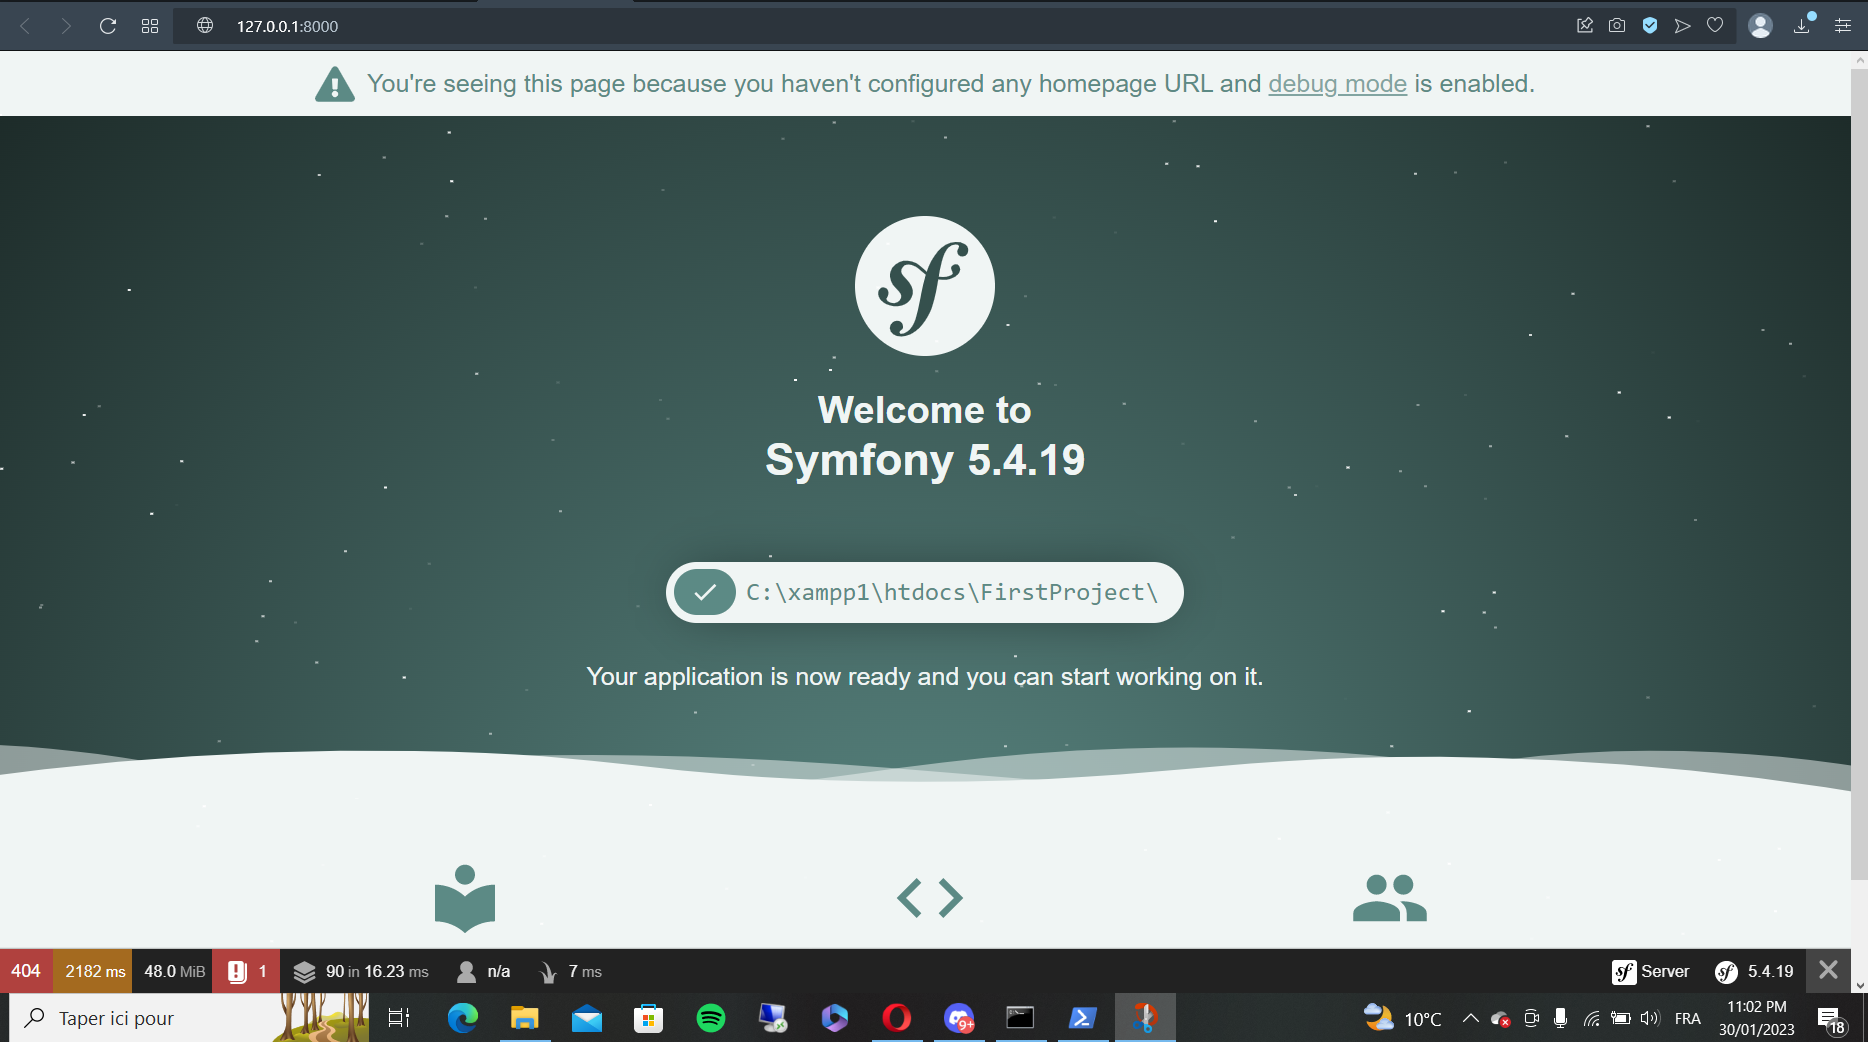 127.0.0.1:8000
You're seeing this page because you haven't configured any homepage URL and debug mode is enabled.
sf
Welcome to
Symfony 5.4.19
C:\xampp1\htdocs\FirstProject\
Your application is now ready and you can start working on it.
404 2182 ms 48.0 MiB 1 90 in 16.23 ms n/a 7 ms sf Server sf 5.4.19
Taper ici pour 9+ 10°C FRA 11:02 PM
30/01/2023 18